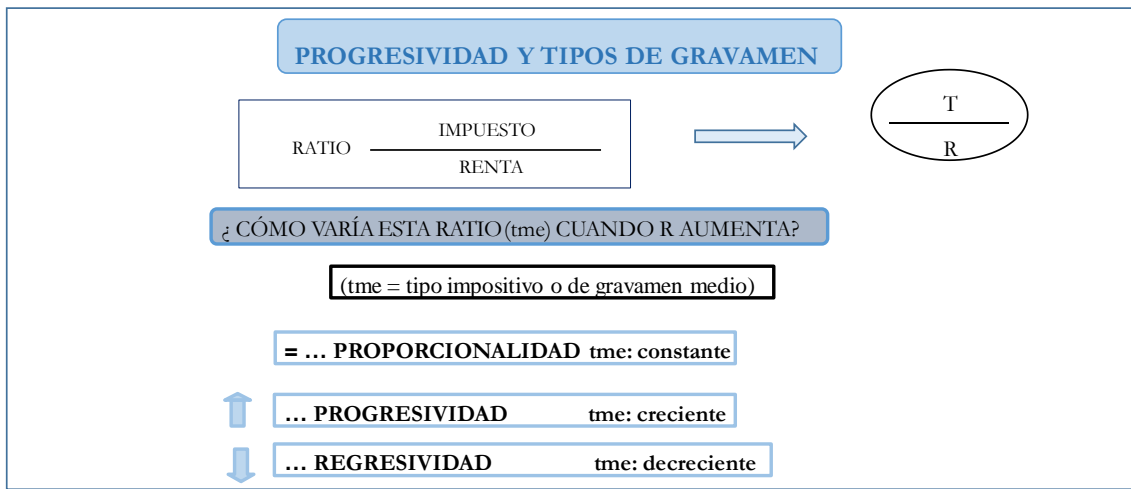 PROGRESIVIDAD Y TIPOS DE GRAVAMEN
IMPUESTO
RATIO
RENTA
T
R
¿ CÓMO VARÍA ESTA RATIO (tme) CUANDO R AUMENTA?
(tme = tipo impositivo o de gravamen medio)
= … PROPORCIONALIDAD tme: constante
… PROGRESIVIDAD tme: creciente
… REGRESIVIDAD tme: decreciente